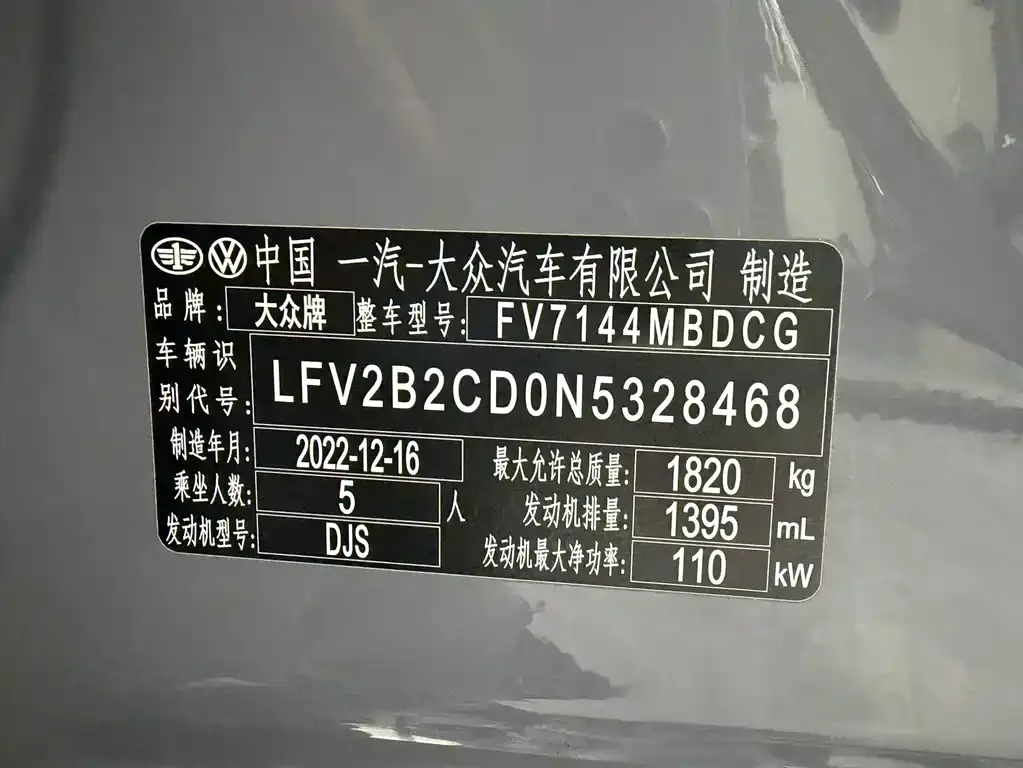 中国 一汽-大众汽车有限公司 制造
品牌: 大众牌 整车型号: FV7144MBDCG
车辆识别代号: LFV2B2CD0N5328468
制造年月: 2022-12-16 最大允许总质量: 1820 kg
乘坐人数: 5 人 发动机排量: 1395 mL
发动机型号: DJS 发动机最大净功率: 110 kW